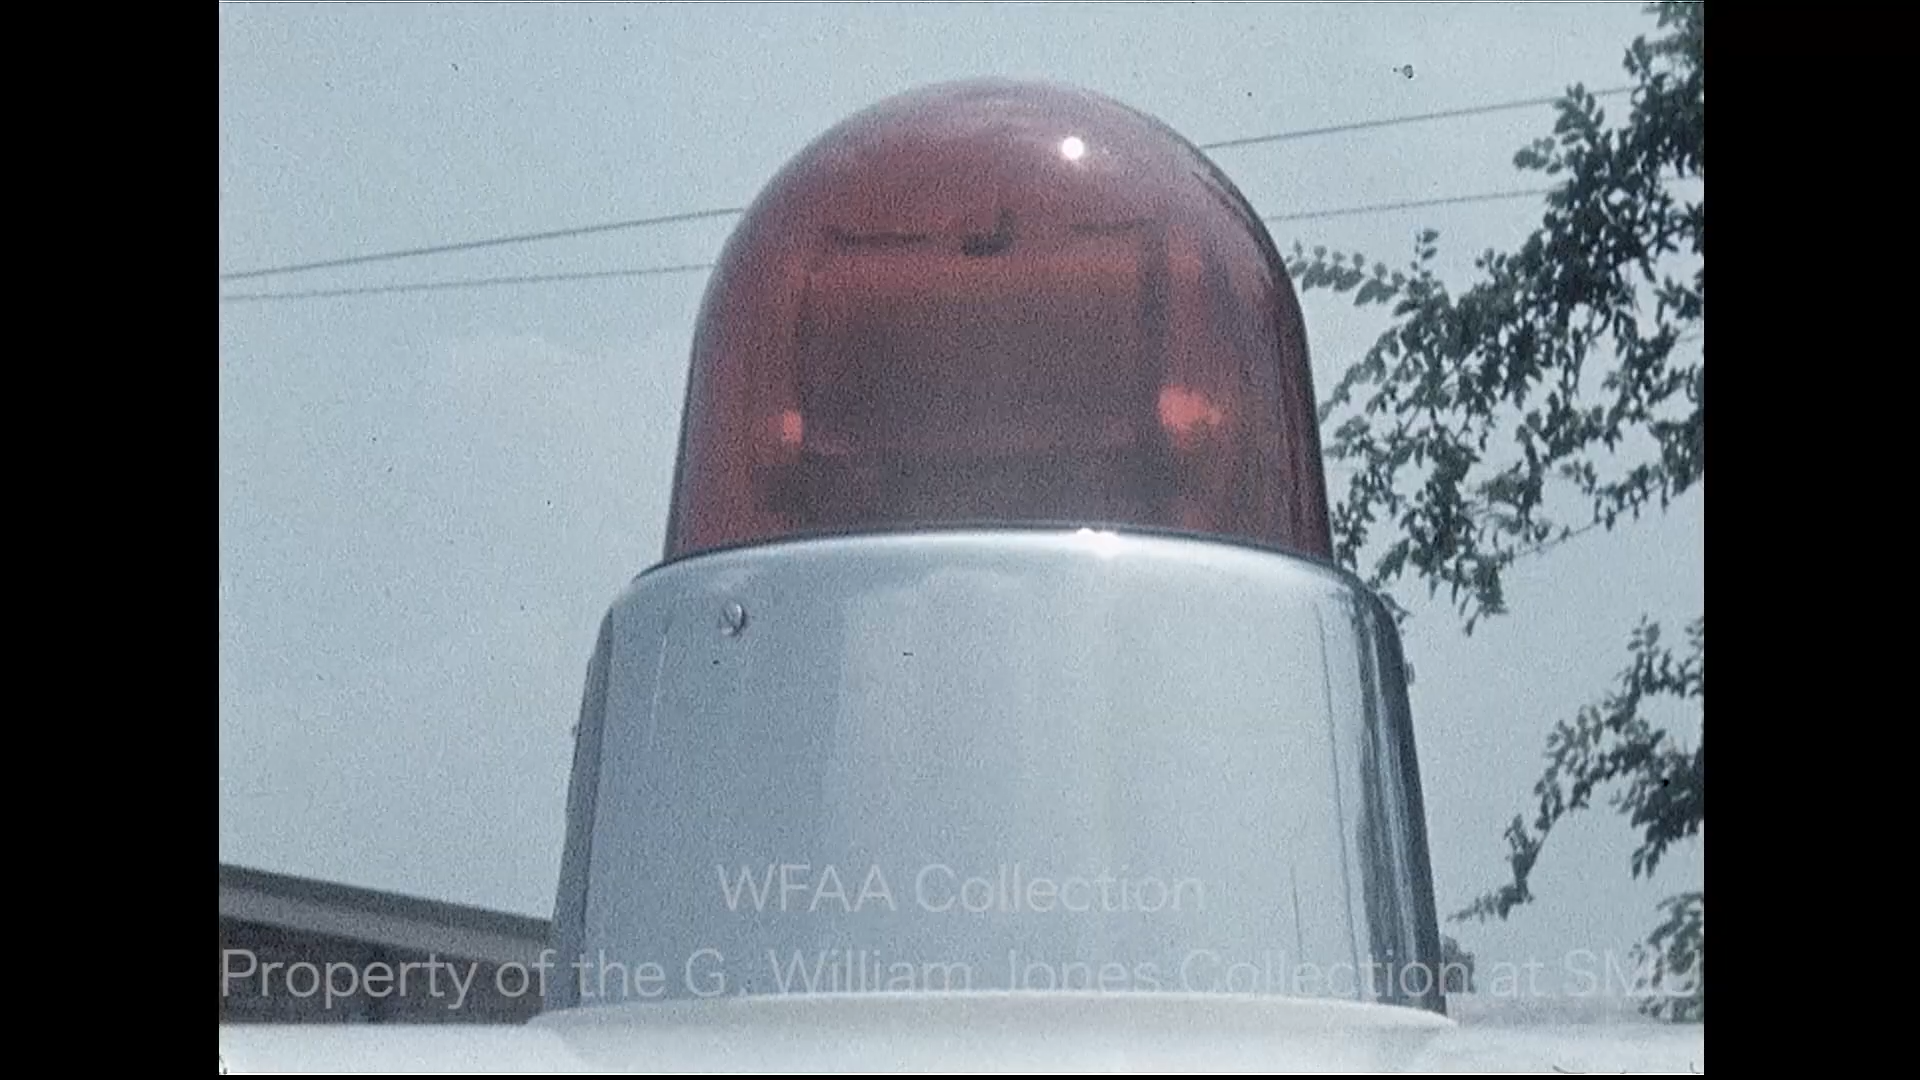 WFAA Collection
Property of the G. William Jones Collection at SMU